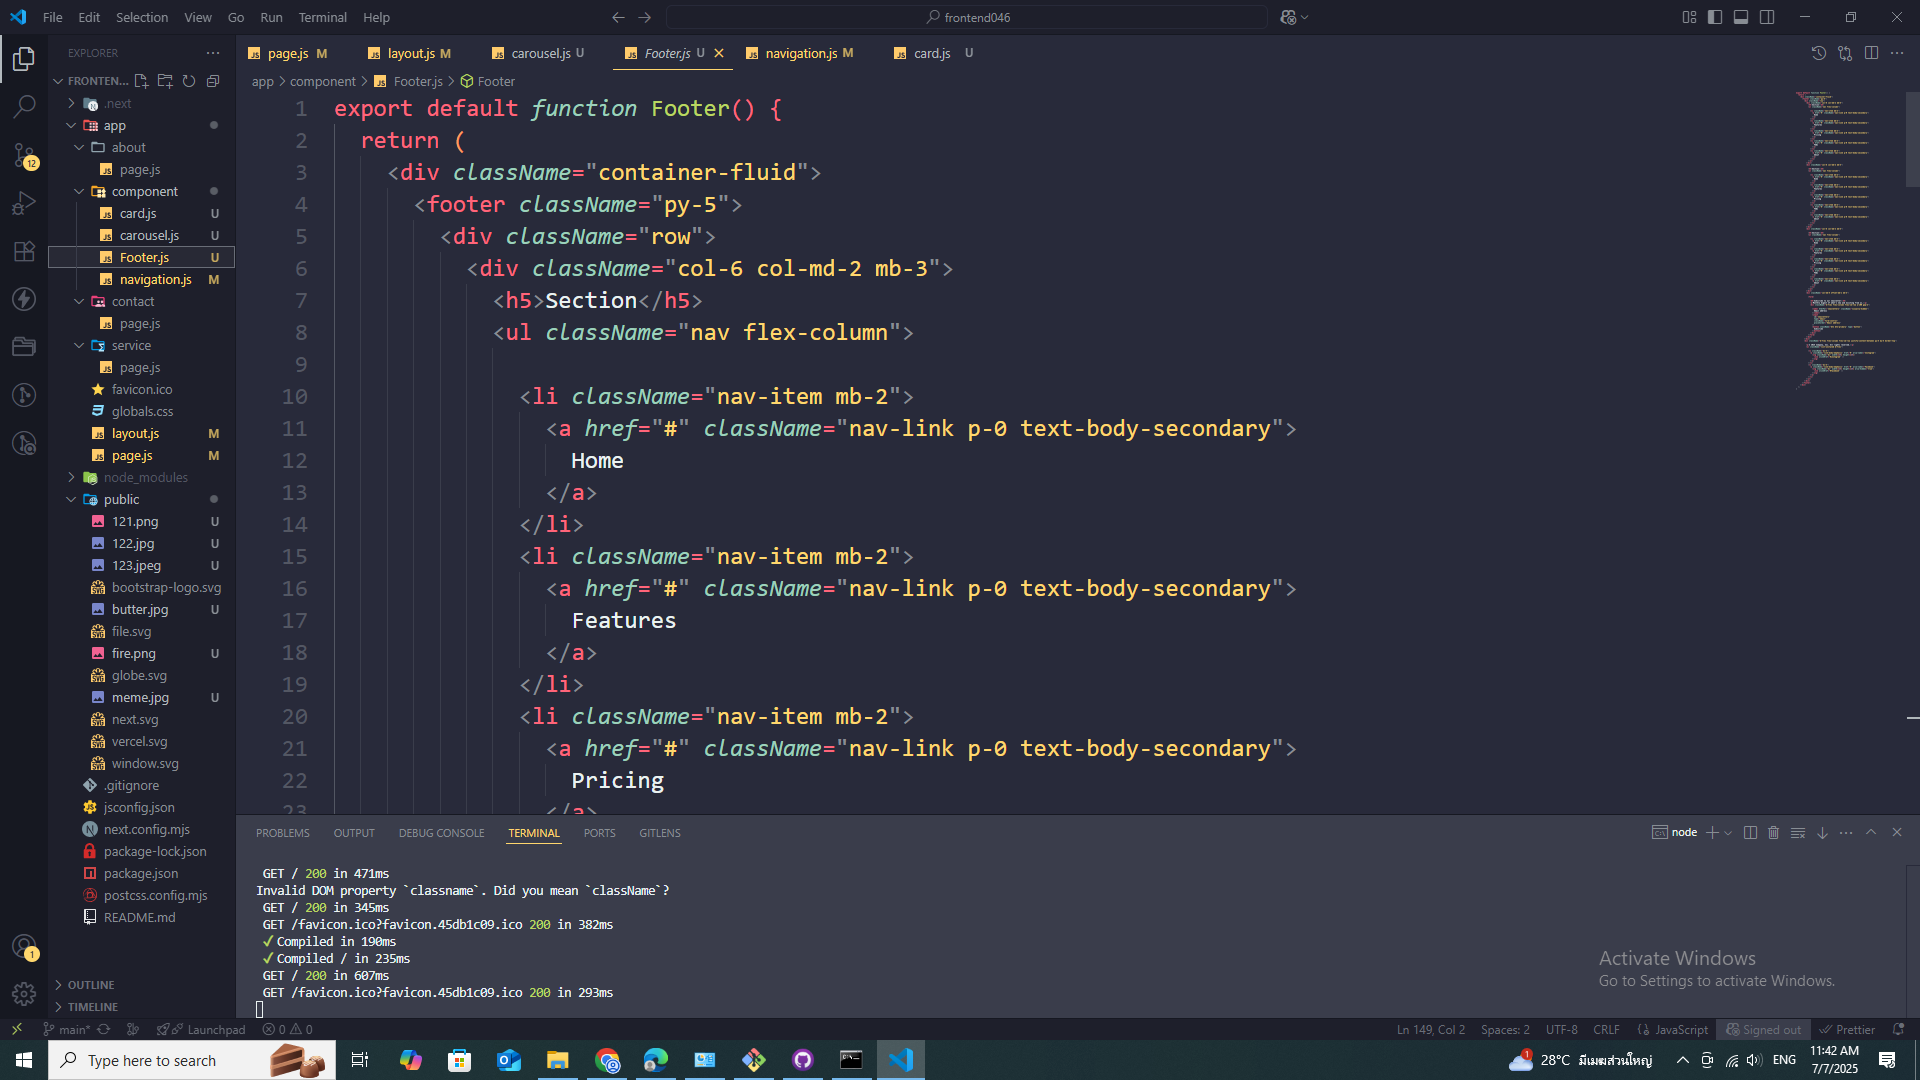 File Edit Selection View Go Run Terminal Help
frontend046
EXPLORER
FRONTEN...
.next
app
about
page.js
component
card.js U
carousel.js U
Footer.js U
navigation.js M
contact
page.js
service
page.js
favicon.ico
globals.css
layout.js M
page.js M
node_modules
public
121.png U
122.jpg U
123.jpeg U
bootstrap-logo.svg
butter.jpg U
file.svg
fire.png U
globe.svg
meme.jpg U
next.svg
vercel.svg
window.svg
.gitignore
jsconfig.json
next.config.mjs
package-lock.json
package.json
postcss.config.mjs
README.md
OUTLINE
TIMELINE
12
1
page.js M layout.js M carousel.js U Footer.js U navigation.js M card.js U
app > component > Footer.js > Footer
1 export default function Footer() {
2 return (
3 <div className="container-fluid">
4 <footer className="py-5">
5 <div className="row">
6 <div className="col-6 col-md-2 mb-3">
7 <h5>Section</h5>
8 <ul className="nav flex-column">
9
10 <li className="nav-item mb-2">
11 <a href="#" className="nav-link p-0 text-body-secondary">
12 Home
13 </a>
14 </li>
15 <li className="nav-item mb-2">
16 <a href="#" className="nav-link p-0 text-body-secondary">
17 Features
18 </a>
19 </li>
20 <li className="nav-item mb-2">
21 <a href="#" className="nav-link p-0 text-body-secondary">
22 Pricing
23 </a>
PROBLEMS OUTPUT DEBUG CONSOLE TERMINAL PORTS GITLENS
node
GET / 200 in 471ms
Invalid DOM property `classname`. Did you mean `className`?
GET / 200 in 345ms
GET /favicon.ico?favicon.45db1c09.ico 200 in 382ms
✓ Compiled in 190ms
✓ Compiled / in 235ms
GET / 200 in 607ms
GET /favicon.ico?favicon.45db1c09.ico 200 in 293ms
Activate Windows
Go to Settings to activate Windows.
main* Launchpad 0 0
Ln 149, Col 2 Spaces: 2 UTF-8 CRLF JavaScript Signed out Prettier
Type here to search
1 28°C มีเมฆส่วนใหญ่ ENG
11:42 AM
7/7/2025